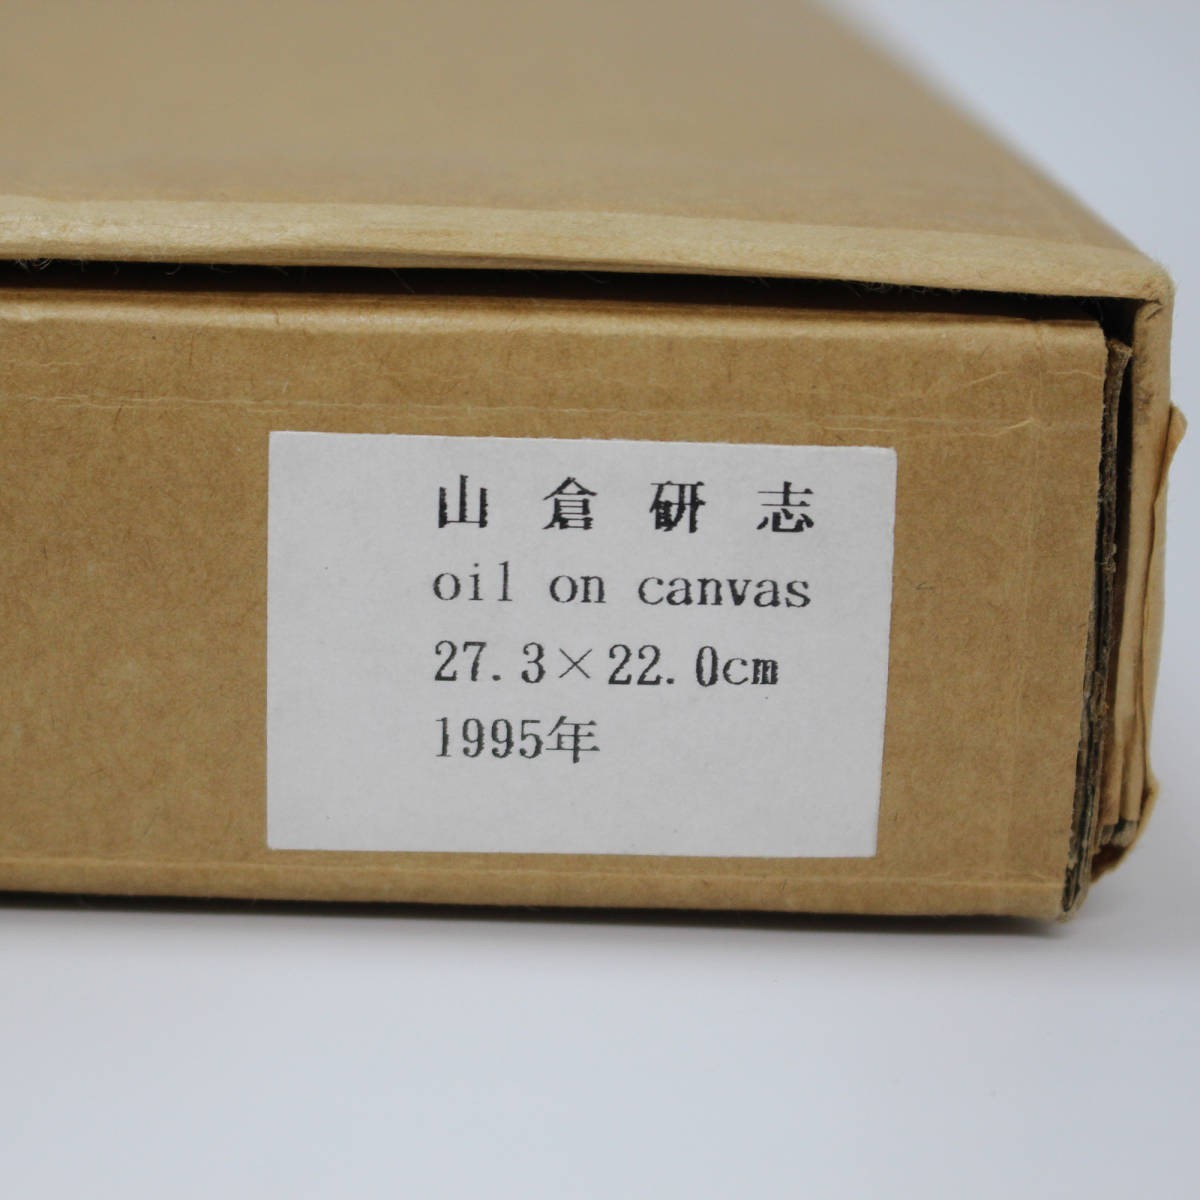 山倉研志
oil on canvas
27.3×22.0cm
1995年